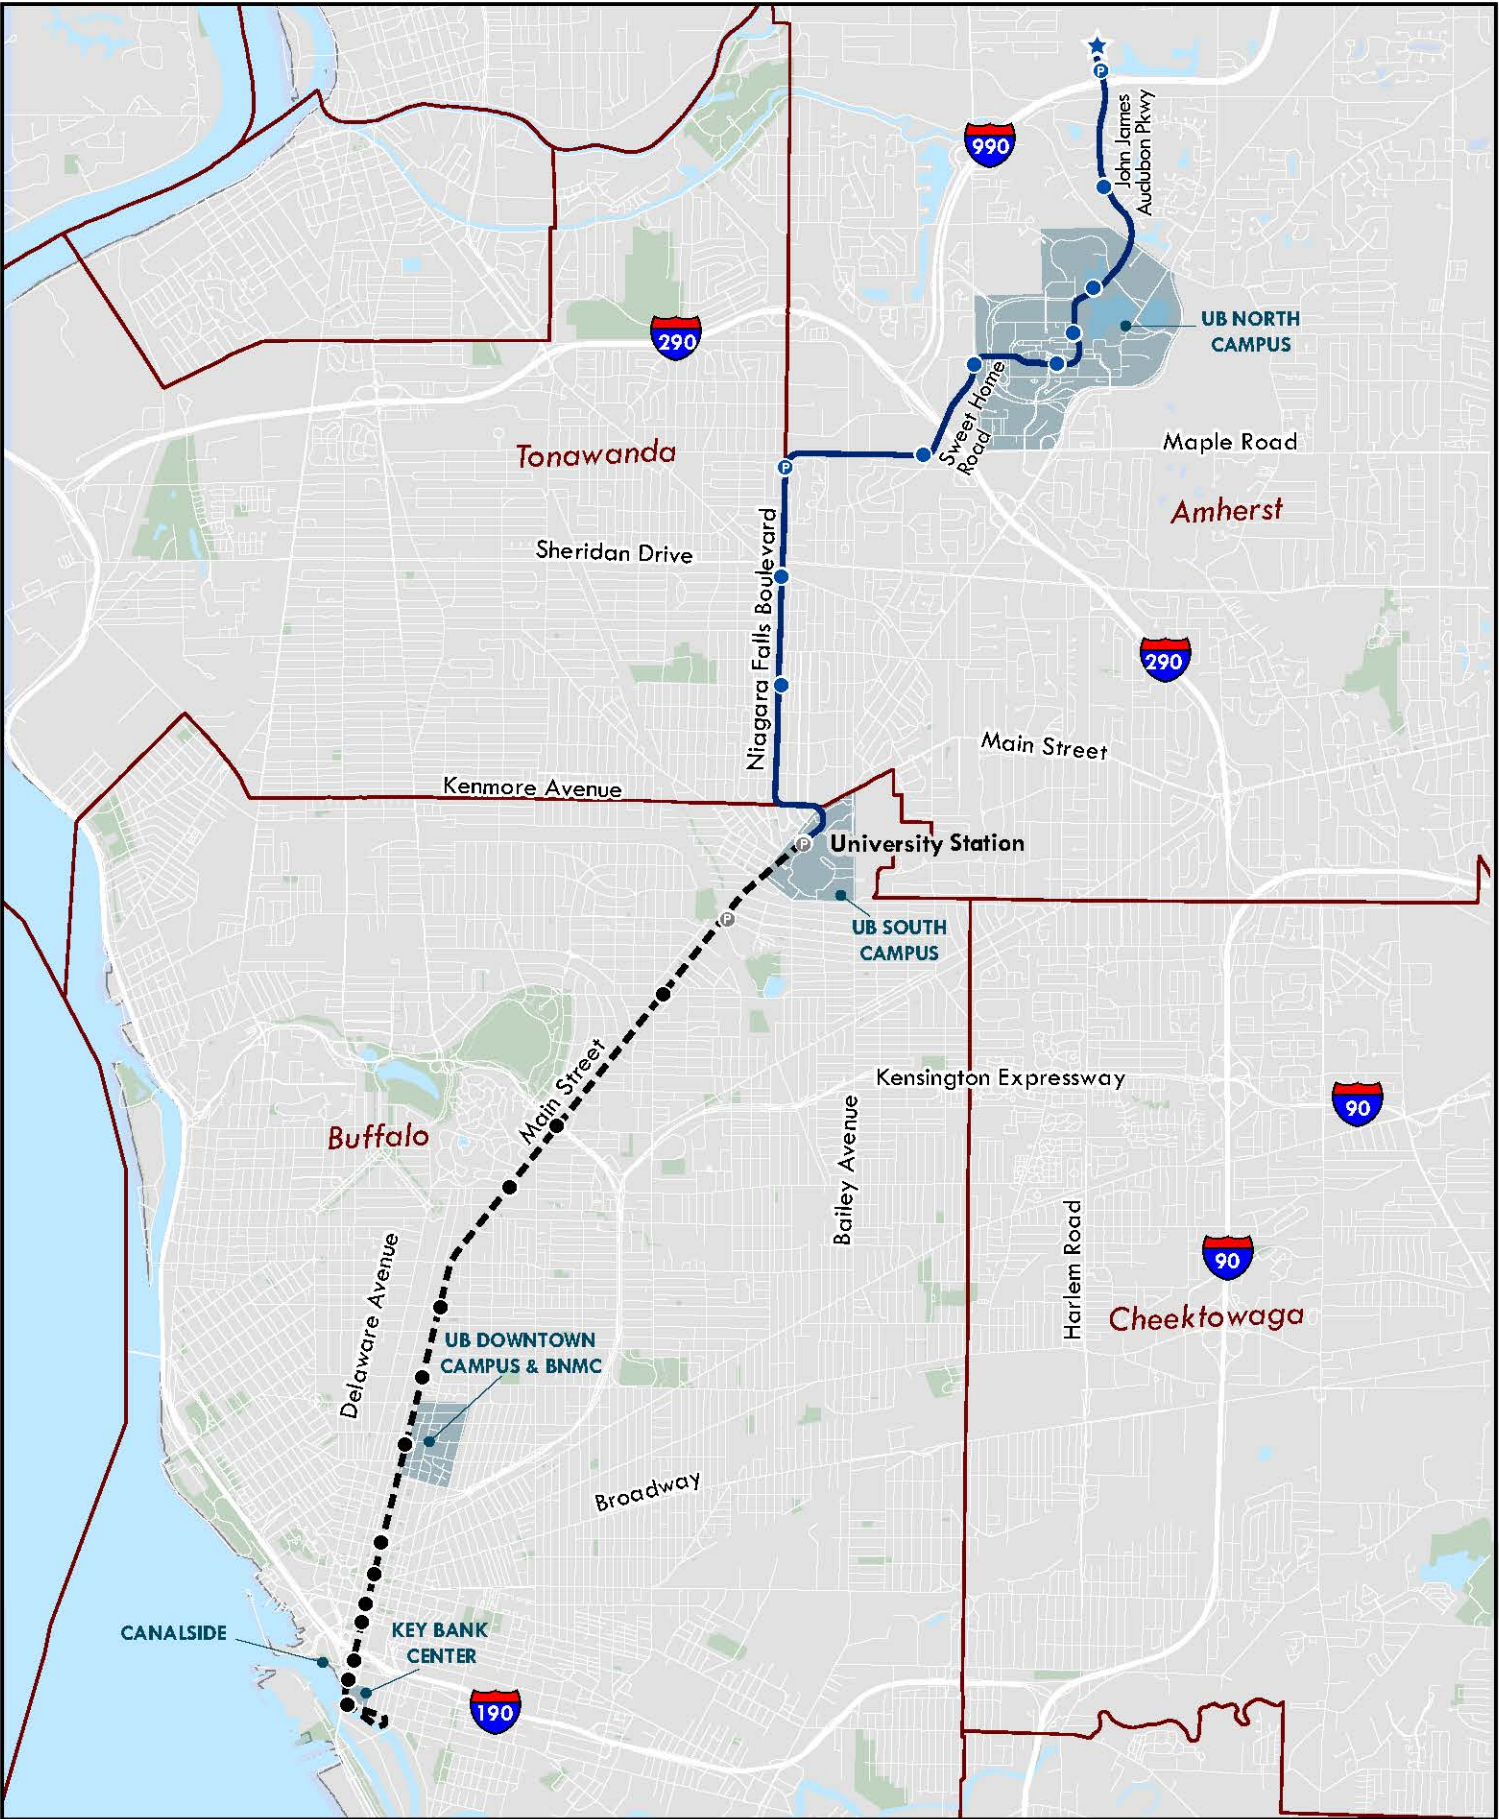 P
990
John James
Audubon Pkwy
UB NORTH
CAMPUS
290
Sweet Home
Road
Maple Road
Tonawanda
P
Amherst
Sheridan Drive
Niagara Falls Boulevard
290
Main Street
Kenmore Avenue
P
University Station
P
UB SOUTH
CAMPUS
Main Street
Kensington Expressway
90
Buffalo
Bailey Avenue
Harlem Road
90
Delaware Avenue
Cheektowaga
UB DOWNTOWN
CAMPUS & BNMC
Broadway
CANALSIDE
KEY BANK
CENTER
190